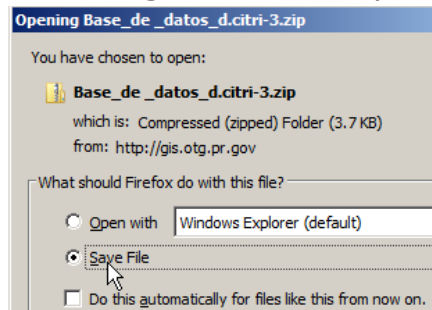 Opening Base_de _datos_d.citri-3.zip
You have chosen to open:
Base_de _datos_d.citri-3.zip
which is: Compressed (zipped) Folder (3.7 KB)
from: http://gis.otg.pr.gov
What should Firefox do with this file?
Open with Windows Explorer (default)
Save File
Do this automatically for files like this from now on.